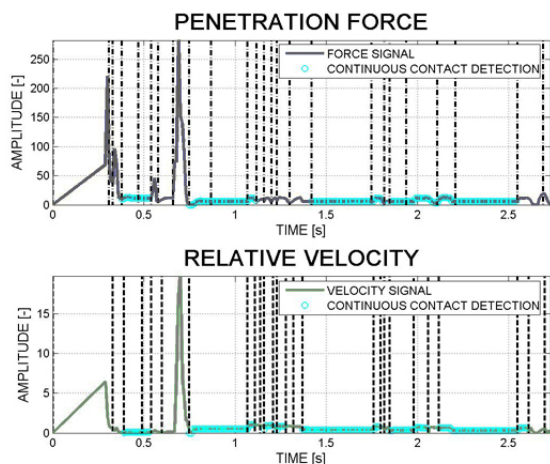 PENETRATION FORCE
250
200
150
100
50
0
AMPLITUDE [-]
FORCE SIGNAL
CONTINUOUS CONTACT DETECTION
0 0.5 1 1.5 2 2.5
TIME [s]
RELATIVE VELOCITY
15
10
5
0
AMPLITUDE [-]
VELOCITY SIGNAL
CONTINUOUS CONTACT DETECTION
0 0.5 1 1.5 2 2.5
TIME [s]